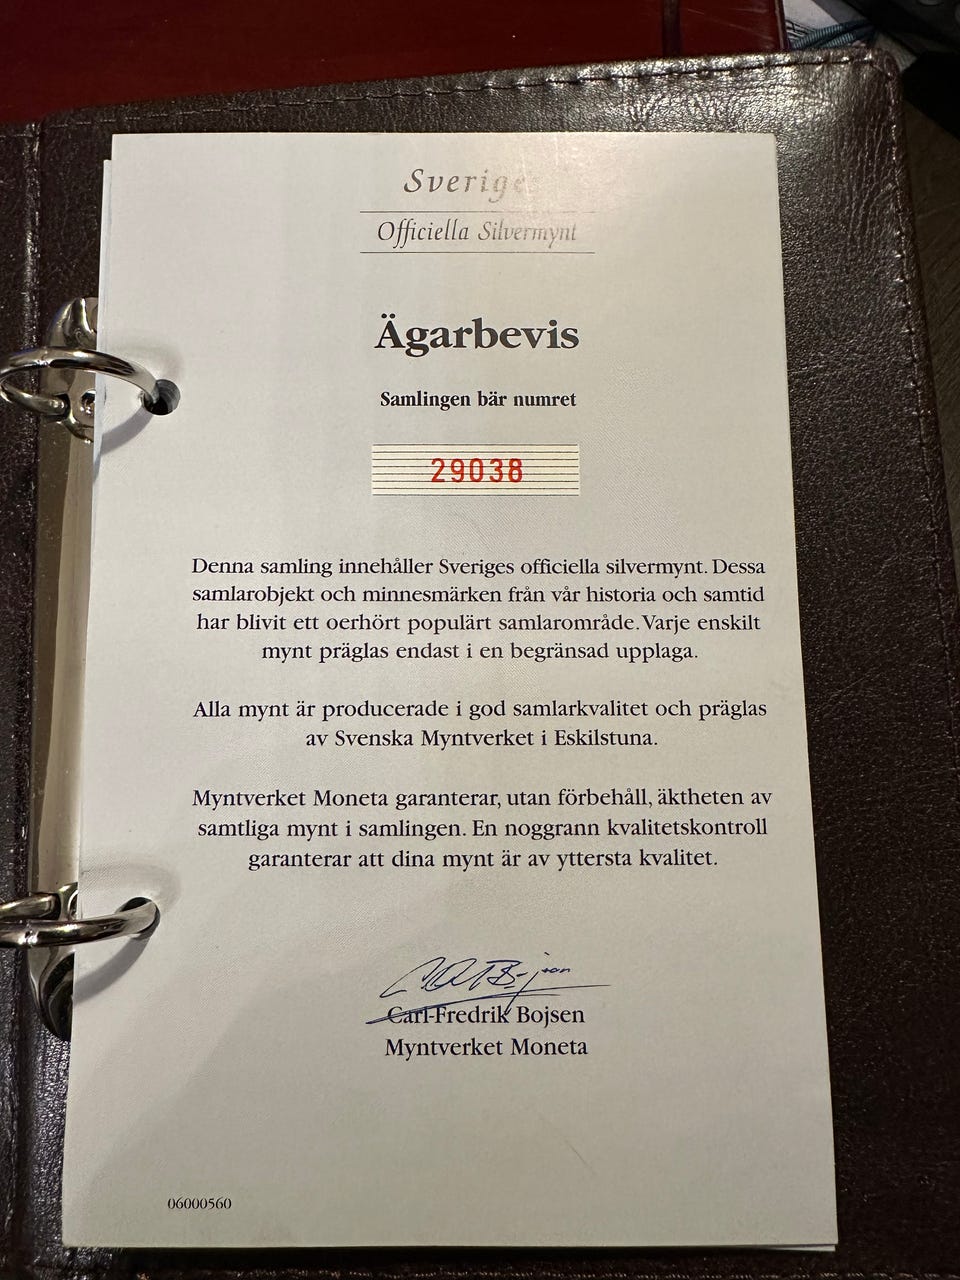 Sveriges
Officiella Silvermynt
Ägarbevis
Samlingen bär numret
29038
Denna samling innehåller Sveriges officiella silvermynt. Dessa
samlarobjekt och minnesmärken från vår historia och samtid
har blivit ett oerhört populärt samlarområde. Varje enskilt
mynt präglas endast i en begränsad upplaga.
Alla mynt är producerade i god samlarkvalitet och präglas
av Svenska Myntverket i Eskilstuna.
Myntverket Moneta garanterar, utan förbehåll, äktheten av
samtliga mynt i samlingen. En noggrann kvalitetskontroll
garanterar att dina mynt är av yttersta kvalitet.
Carl-Fredrik Bojsen
Myntverket Moneta
06000560